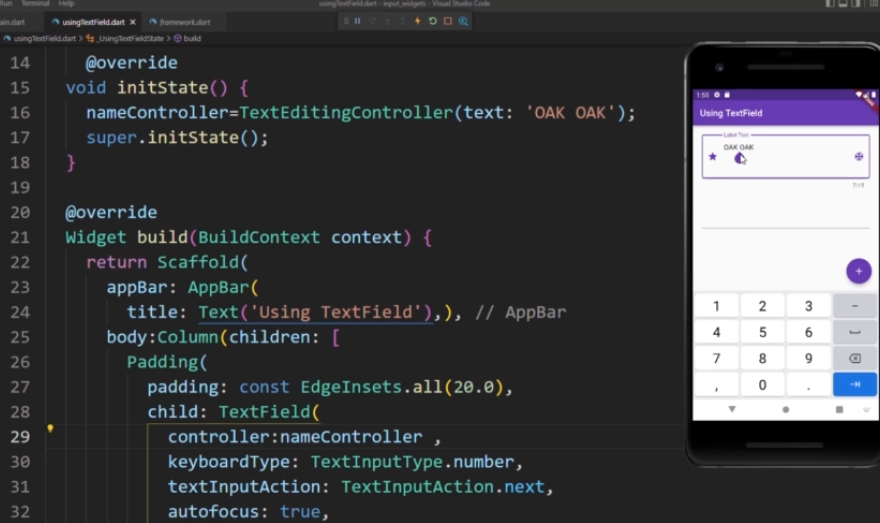 Run Terminal Help
usingTextField.dart - input_widgets - Visual Studio Code
ain.dart usingTextField.dart × framework.dart
usingTextField.dart > _UsingTextFieldState > build
14 @override
15 void initState() {
16 nameController=TextEditingController(text: 'OAK OAK');
17 super.initState();
18 }
19
20 @override
21 Widget build(BuildContext context) {
22 return Scaffold(
23 appBar: AppBar(
24 title: Text('Using TextField'),), // AppBar
25 body:Column(children: [
26 Padding(
27 padding: const EdgeInsets.all(20.0),
28 child: TextField(
29 controller:nameController ,
30 keyboardType: TextInputType.number,
31 textInputAction: TextInputAction.next,
32 autofocus: true,
1:55
Using TextField
Label Text
OAK OAK
+
1 2 3 -
4 5 6
7 8 9
, 0 .